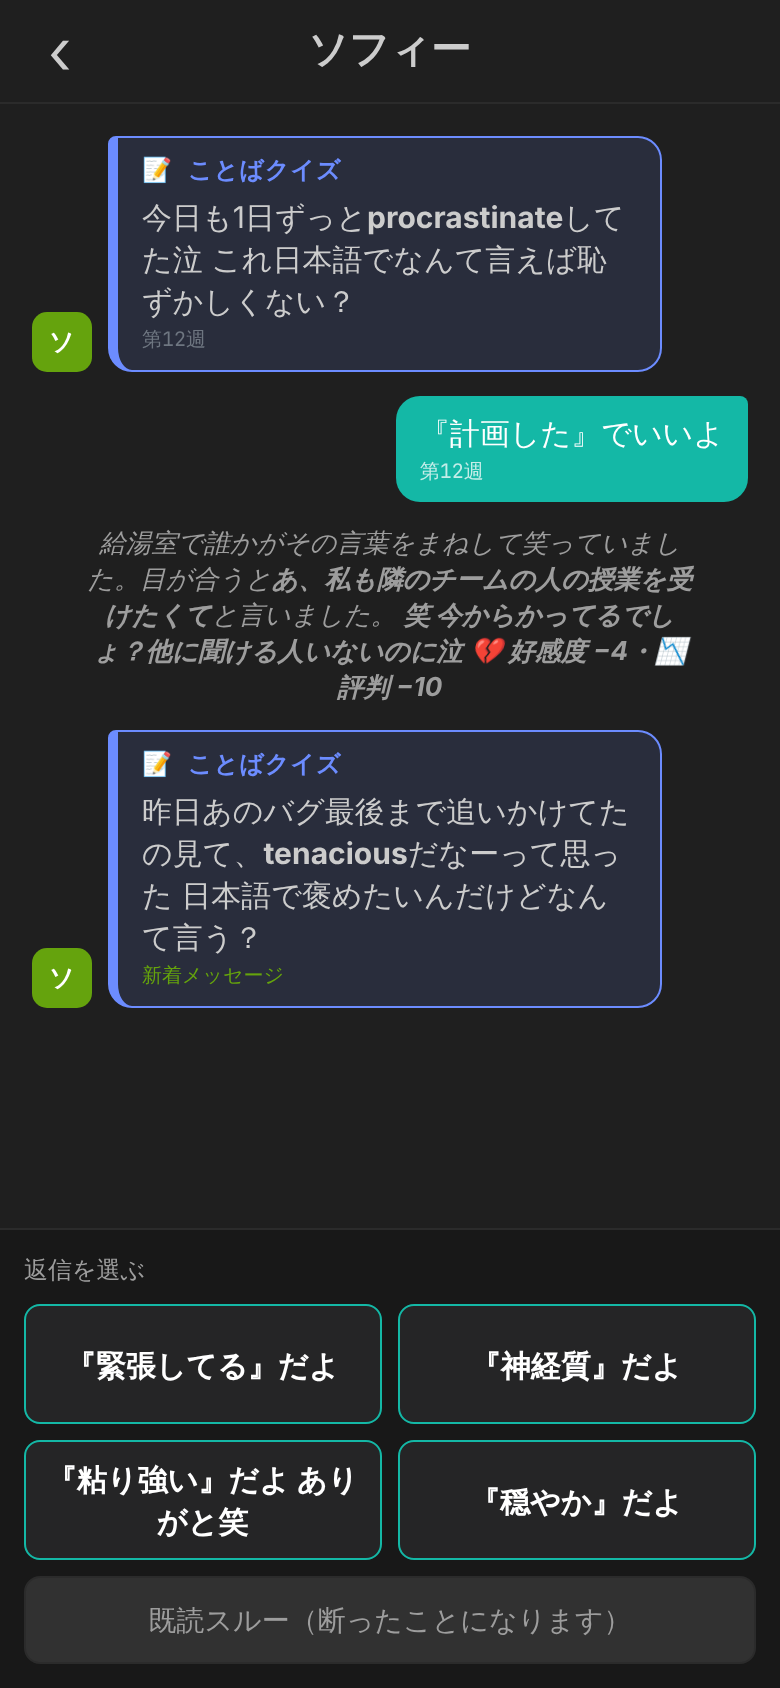 ソフィー
📝 ことばクイズ
今日も1日ずっとprocrastinateして
た泣 これ日本語でなんて言えば恥
ずかしくない？
第12週
ソ
『計画した』でいいよ
第12週
給湯室で誰かがその言葉をまねして笑っていまし
た。目が合うとあ、私も隣のチームの人の授業を受
けたくてと言いました。 笑 今からかってるでし
ょ？他に聞ける人いないのに泣 💔 好感度 −4・📉
評判 −10
📝 ことばクイズ
昨日あのバグ最後まで追いかけてた
の見て、tenaciousだなーって思っ
た 日本語で褒めたいんだけどなん
て言う？
新着メッセージ
ソ
返信を選ぶ
『緊張してる』だよ
『神経質』だよ
『粘り強い』だよ あり
がと笑
『穏やか』だよ
既読スルー（断ったことになります）